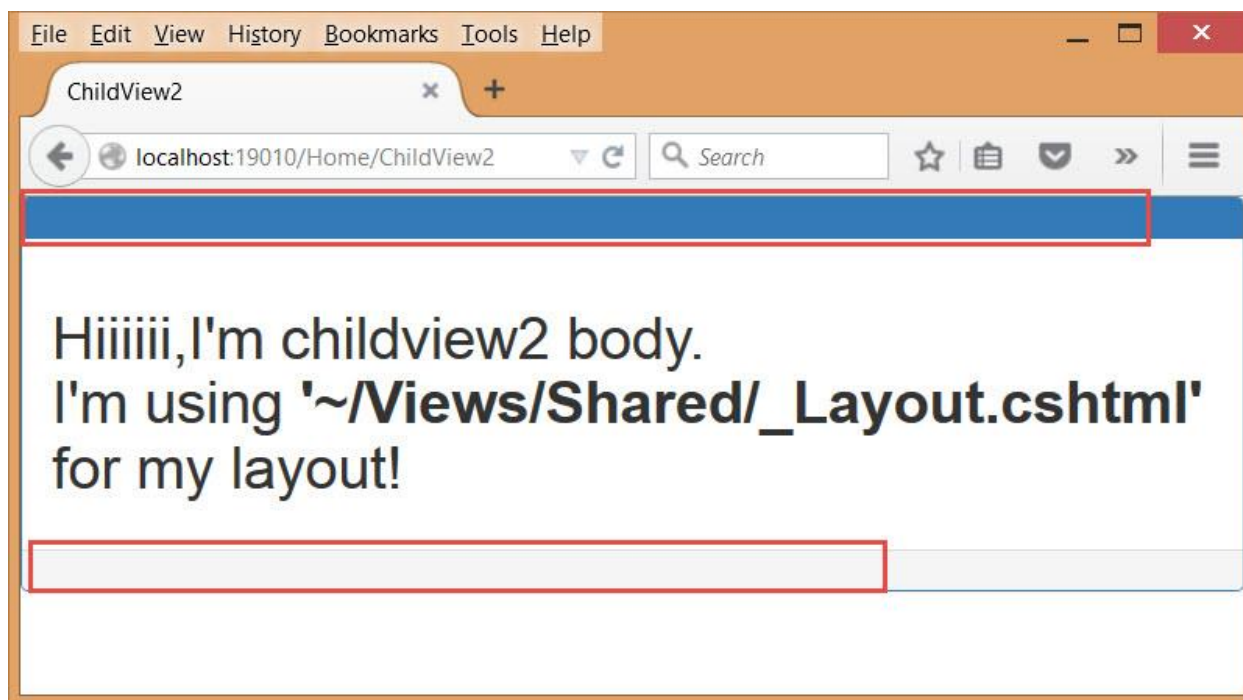 File Edit View History Bookmarks Tools Help
ChildView2
localhost:19010/Home/ChildView2 Search
Hiiiiii,I'm childview2 body.
I'm using '~/Views/Shared/_Layout.cshtml'
for my layout!